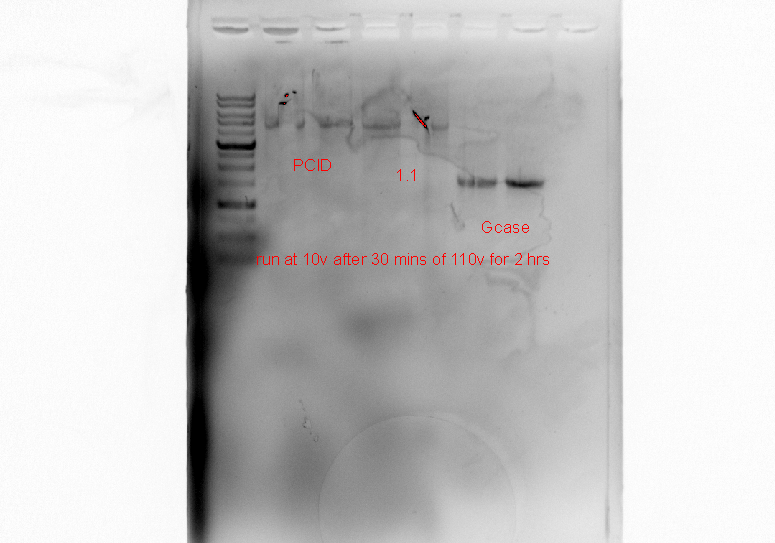 PCID
1.1
Gcase
run at 10v after 30 mins of 110v for 2 hrs